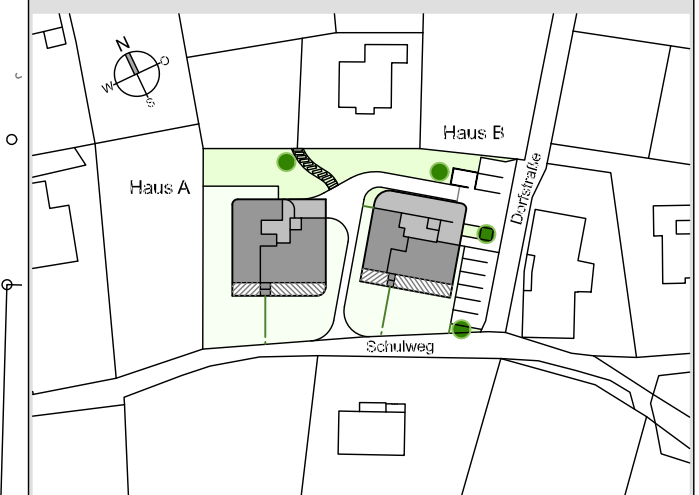 N
O
W
S
Haus B
Dorfstraße
Haus A
Schulweg